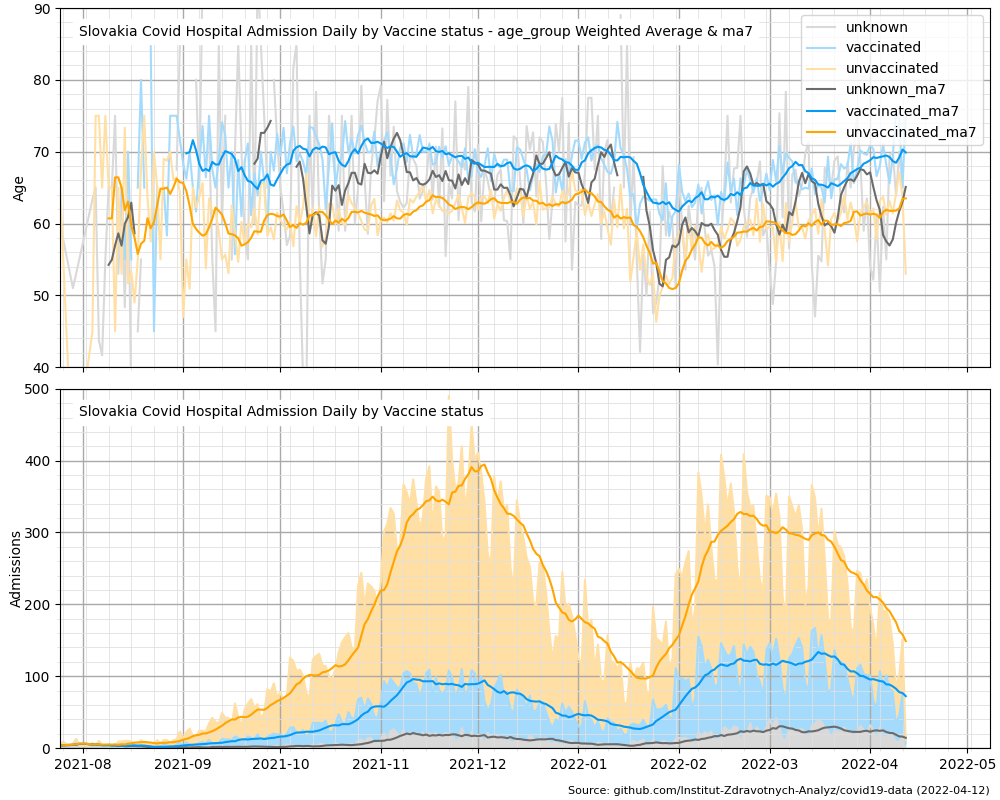 90
Slovakia Covid Hospital Admission Daily by Vaccine status - age_group Weighted Average & ma7
unknown
vaccinated
unvaccinated
unknown_ma7
vaccinated_ma7
unvaccinated_ma7
80
70
60
50
40
Age
500
Slovakia Covid Hospital Admission Daily by Vaccine status
400
300
200
100
0
Admissions
2021-08 2021-09 2021-10 2021-11 2021-12 2022-01 2022-02 2022-03 2022-04 2022-05
Source: github.com/Institut-Zdravotnych-Analyz/covid19-data (2022-04-12)